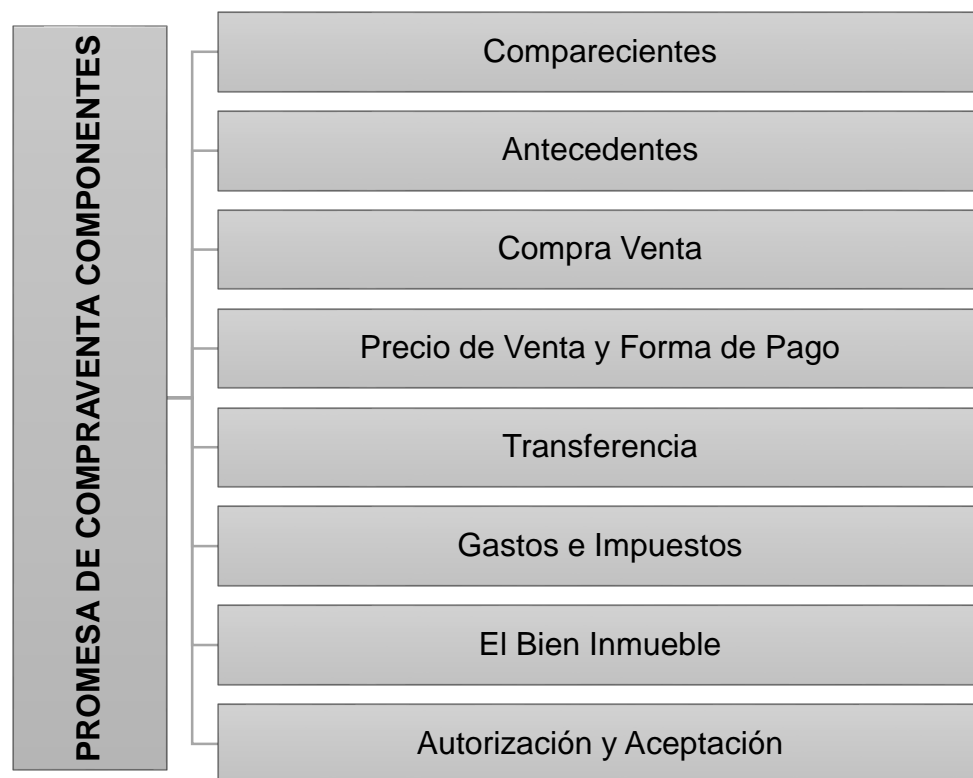 PROMESA DE COMPRAVENTA COMPONENTES
Comparecientes
Antecedentes
Compra Venta
Precio de Venta y Forma de Pago
Transferencia
Gastos e Impuestos
El Bien Inmueble
Autorización y Aceptación